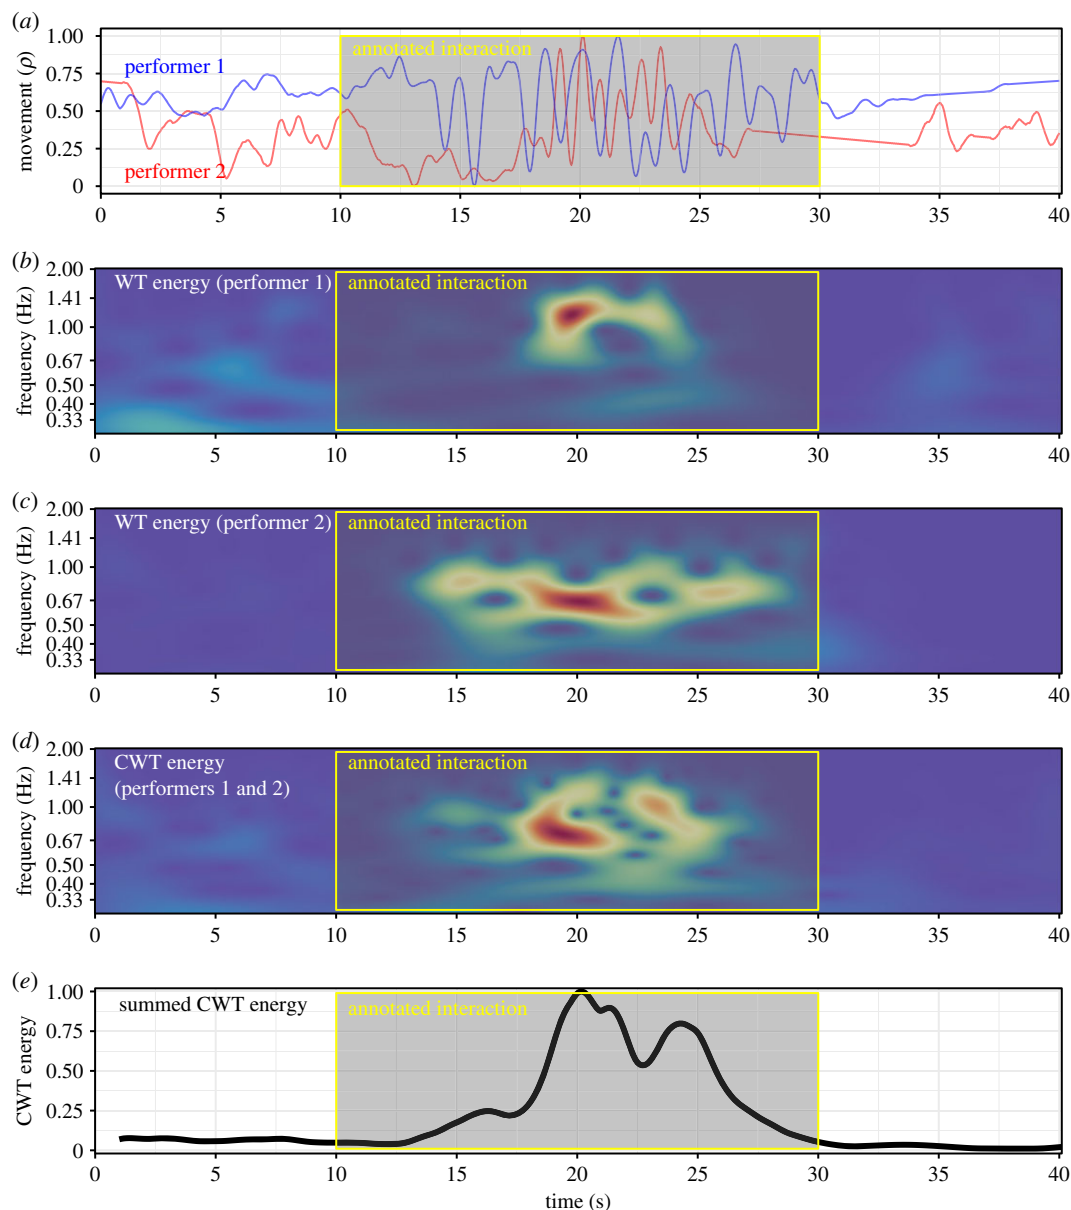 (a)
movement (ρ)
1.00
0.75
0.50
0.25
0
annotated interaction
performer 1
performer 2
0 5 10 15 20 25 30 35 40
(b)
frequency (Hz)
2.00
1.41
1.00
0.67
0.50
0.40
0.33
WT energy (performer 1)
annotated interaction
0 5 10 15 20 25 30 35 40
(c)
frequency (Hz)
2.00
1.41
1.00
0.67
0.50
0.40
0.33
WT energy (performer 2)
annotated interaction
0 5 10 15 20 25 30 35 40
(d)
frequency (Hz)
2.00
1.41
1.00
0.67
0.50
0.40
0.33
CWT energy
(performers 1 and 2)
annotated interaction
0 5 10 15 20 25 30 35 40
(e)
CWT energy
1.00
0.75
0.50
0.25
0
summed CWT energy
annotated interaction
0 5 10 15 20 25 30 35 40
time (s)